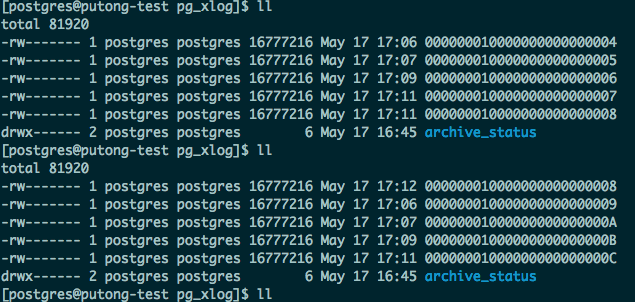 [postgres@putong-test pg_xlog]$ ll
total 81920
-rw------- 1 postgres postgres 16777216 May 17 17:06 000000010000000000000004
-rw------- 1 postgres postgres 16777216 May 17 17:07 000000010000000000000005
-rw------- 1 postgres postgres 16777216 May 17 17:09 000000010000000000000006
-rw------- 1 postgres postgres 16777216 May 17 17:11 000000010000000000000007
-rw------- 1 postgres postgres 16777216 May 17 17:11 000000010000000000000008
drwx------ 2 postgres postgres        6 May 17 16:45 archive_status
[postgres@putong-test pg_xlog]$ ll
total 81920
-rw------- 1 postgres postgres 16777216 May 17 17:12 000000010000000000000008
-rw------- 1 postgres postgres 16777216 May 17 17:06 000000010000000000000009
-rw------- 1 postgres postgres 16777216 May 17 17:07 00000001000000000000000A
-rw------- 1 postgres postgres 16777216 May 17 17:09 00000001000000000000000B
-rw------- 1 postgres postgres 16777216 May 17 17:11 00000001000000000000000C
drwx------ 2 postgres postgres        6 May 17 16:45 archive_status
[postgres@putong-test pg_xlog]$ ll